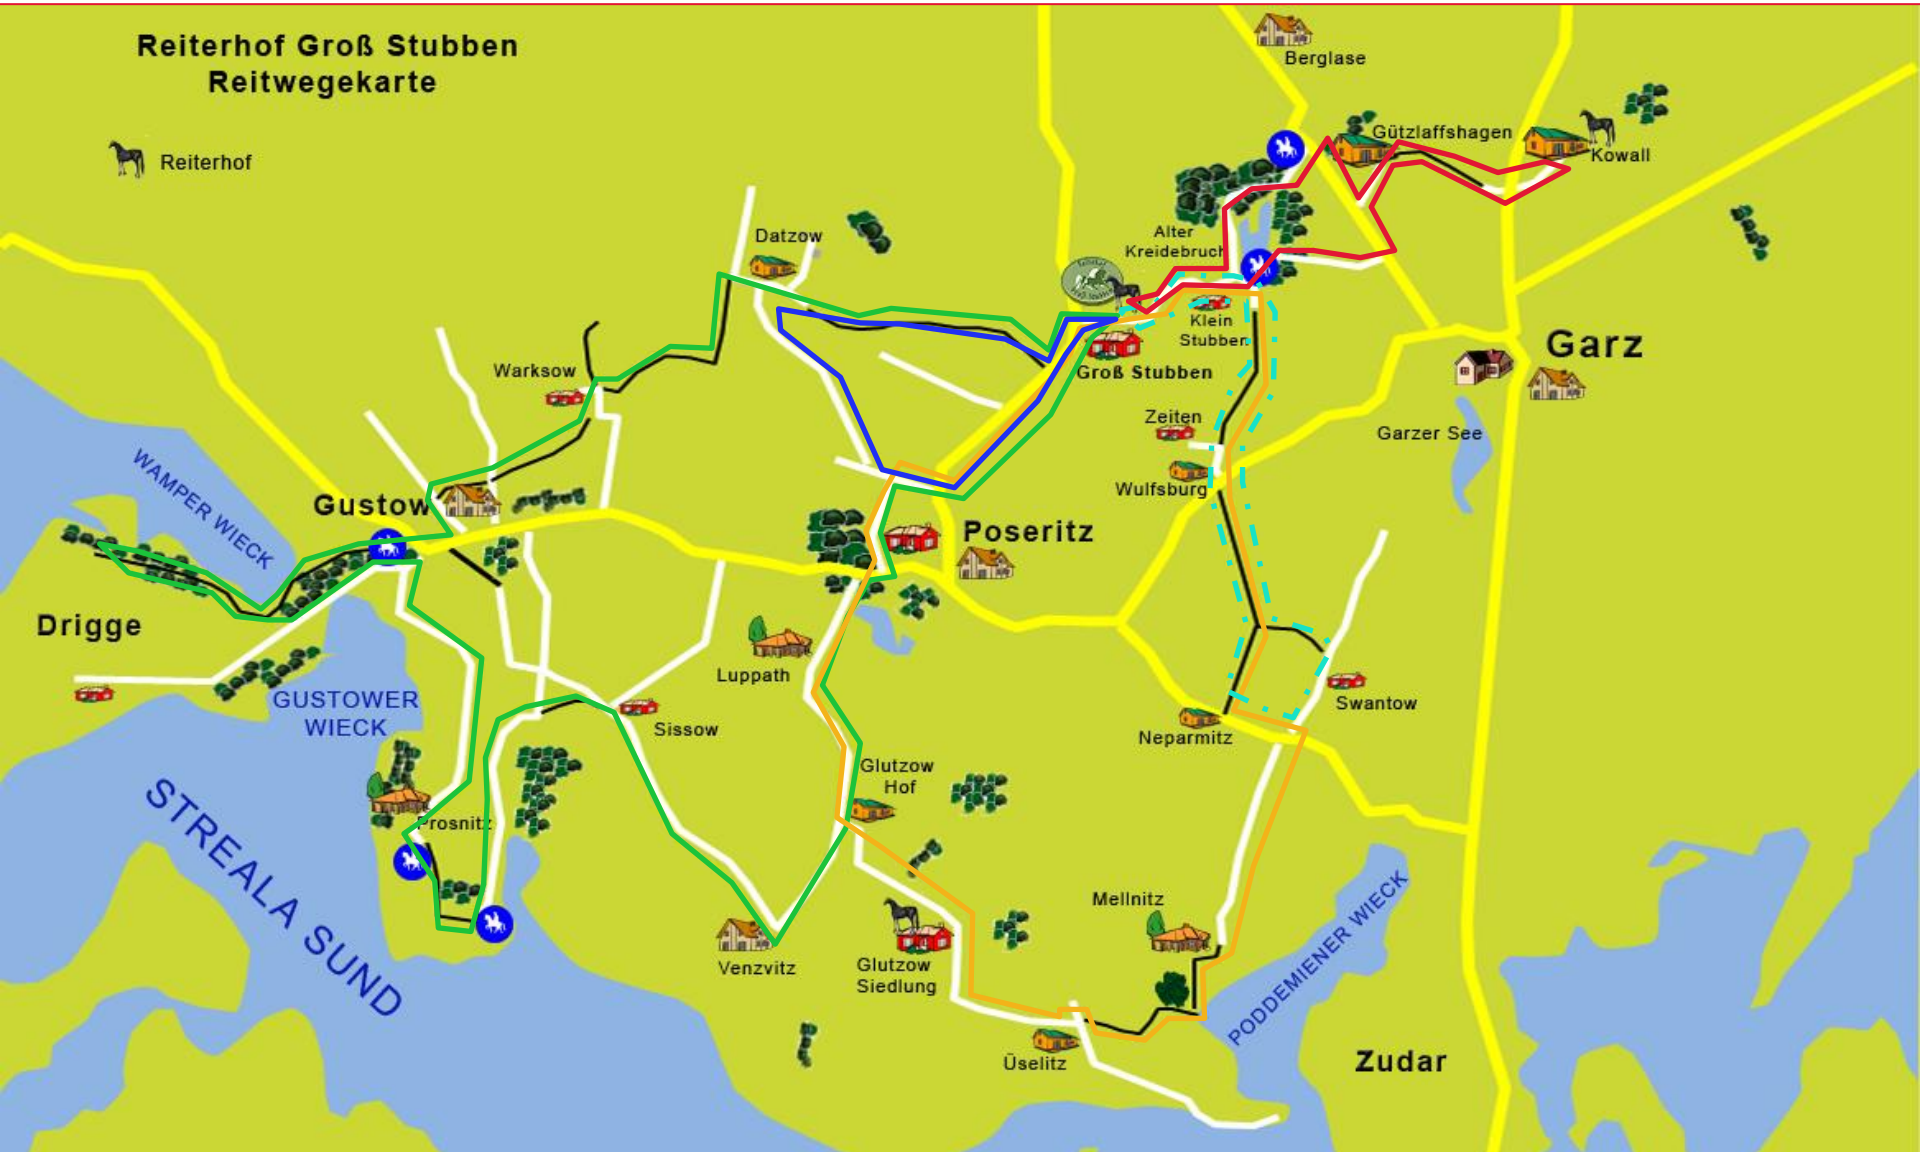 Reiterhof Groß Stubben
Reitwegekarte
Reiterhof
Berglase
Gützlaffshagen
Kowall
Datzow
Alter
Kreidebruch
Klein
Stubben
Groß Stubben
Garz
Warksow
Zeiten
Garzer See
WAMPER WIECK
Gustow
Wulfsburg
Poseritz
Drigge
Luppath
GUSTOWER
WIECK
Sissow
Swantow
Neparmitz
Glutzow
Hof
STREALA SUND
Prosnitz
Mellnitz
PODDEMIENER WIECK
Venzvitz
Glutzow
Siedlung
Üselitz
Zudar